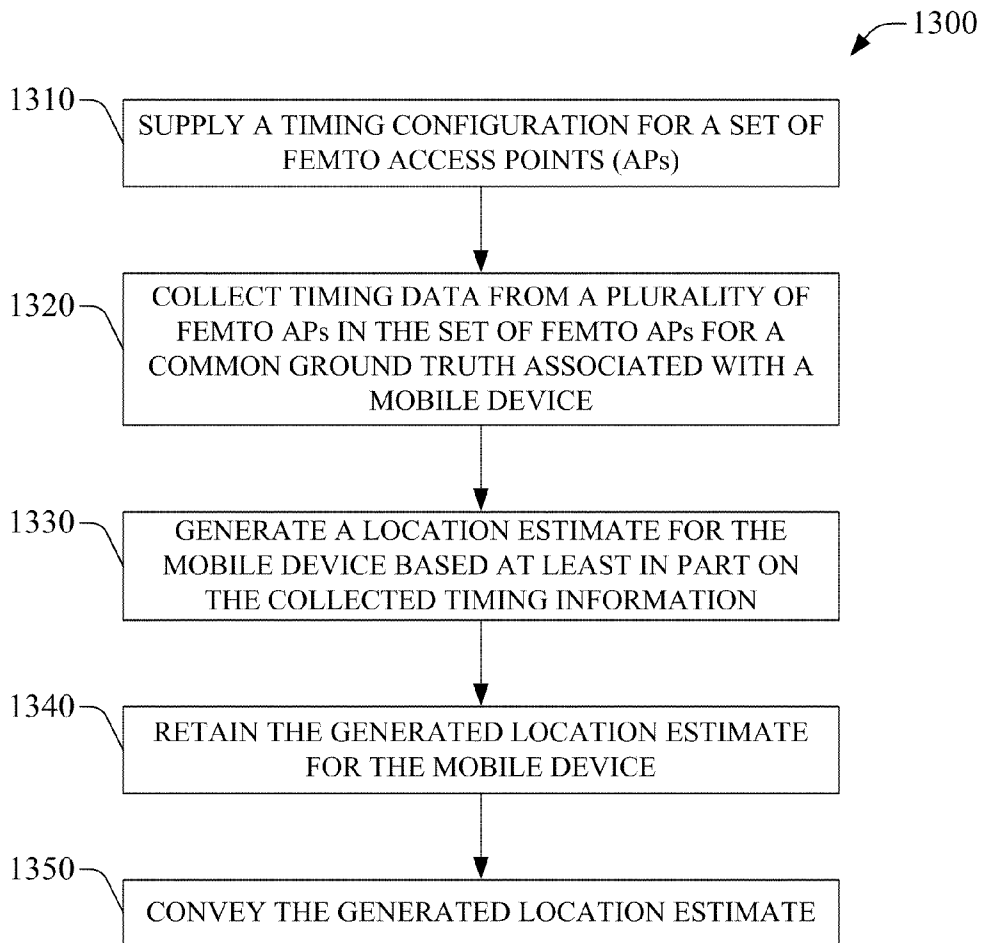 1300
1310
SUPPLY A TIMING CONFIGURATION FOR A SET OF
FEMTO ACCESS POINTS (APs)
1320
COLLECT TIMING DATA FROM A PLURALITY OF
FEMTO APs IN THE SET OF FEMTO APs FOR A
COMMON GROUND TRUTH ASSOCIATED WITH A
MOBILE DEVICE
1330
GENERATE A LOCATION ESTIMATE FOR THE
MOBILE DEVICE BASED AT LEAST IN PART ON
THE COLLECTED TIMING INFORMATION
1340
RETAIN THE GENERATED LOCATION ESTIMATE
FOR THE MOBILE DEVICE
1350
CONVEY THE GENERATED LOCATION ESTIMATE